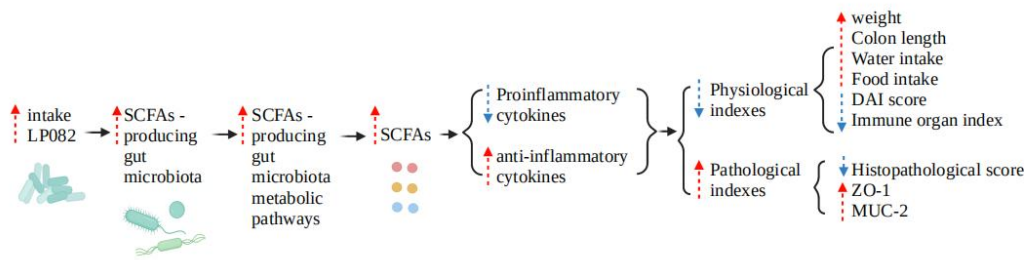 intake
LP082
SCFAs -
producing
gut
microbiota
SCFAs -
producing
gut
microbiota
metabolic
pathways
SCFAs
Proinflammatory
cytokines
anti-inflammatory
cytokines
Physiological
indexes
Pathological
indexes
weight
Colon length
Water intake
Food intake
DAI score
Immune organ index
Histopathological score
ZO-1
MUC-2